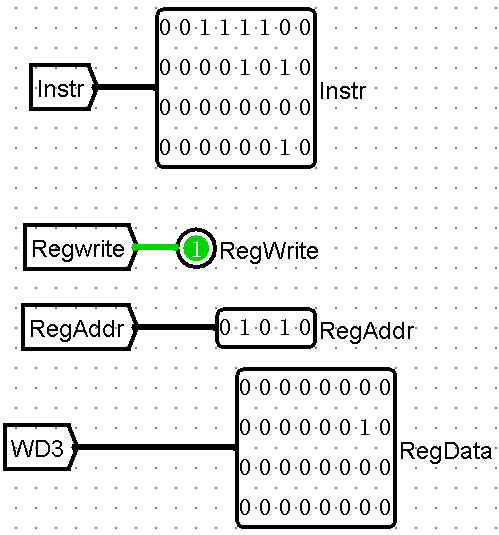 0 0 1 1 1 1 0 0
0 0 0 0 1 0 1 0
Instr
Instr
0 0 0 0 0 0 0 0
0 0 0 0 0 0 1 0
Regwrite 1 RegWrite
RegAddr 0 1 0 1 0 RegAddr
0 0 0 0 0 0 0 0
0 0 0 0 0 0 1 0
WD3
RegData
0 0 0 0 0 0 0 0
0 0 0 0 0 0 0 0